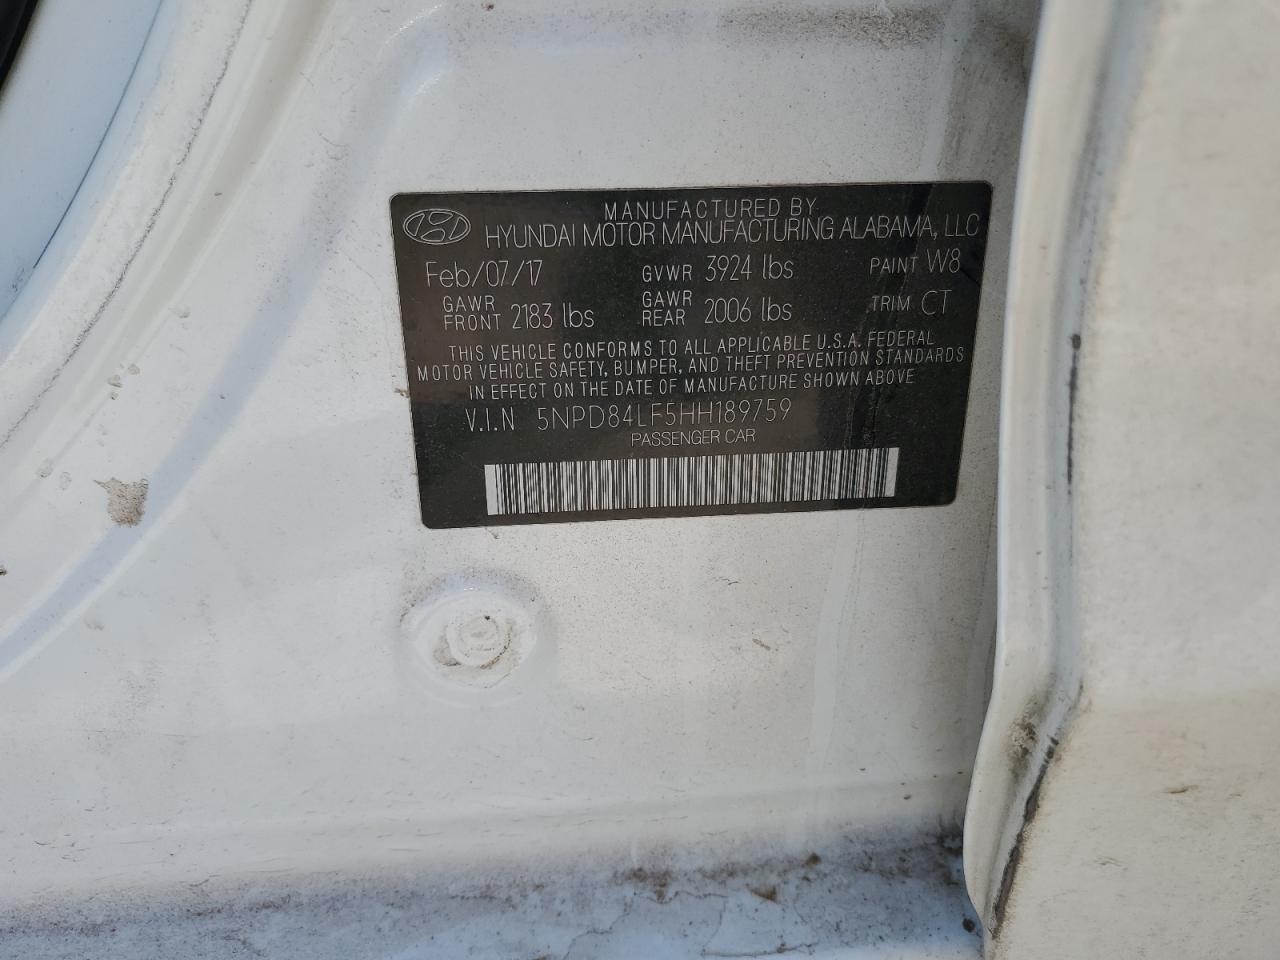 MANUFACTURED BY
HYUNDAI MOTOR MANUFACTURING ALABAMA, LLC
Feb/07/17 GVWR 3924 lbs PAINT W8
GAWR FRONT 2183 lbs GAWR REAR 2006 lbs TRIM CT
THIS VEHICLE CONFORMS TO ALL APPLICABLE U.S.A. FEDERAL
MOTOR VEHICLE SAFETY, BUMPER, AND THEFT PREVENTION STANDARDS
IN EFFECT ON THE DATE OF MANUFACTURE SHOWN ABOVE
V.I.N 5NPD84LF5HH189759
PASSENGER CAR